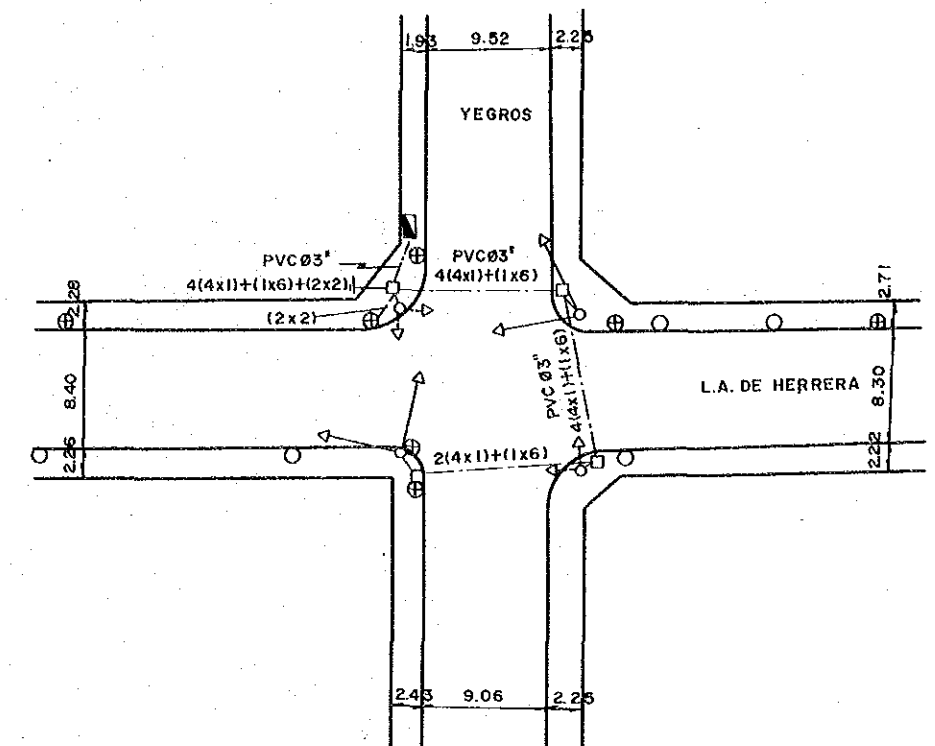 1.93 9.52 2.25
YEGROS
PVCØ3" PVCØ3"
4(4x1)+(1x6)+(2x2) 4(4x1)+(1x6)
(2x2)
2.28
8.40
2.26
2.71
8.30
2.22
L.A. DE HERRERA
PVCØ3"
4(4x1)+(1x6)
2(4x1)+(1x6)
2.43 9.06 2.25